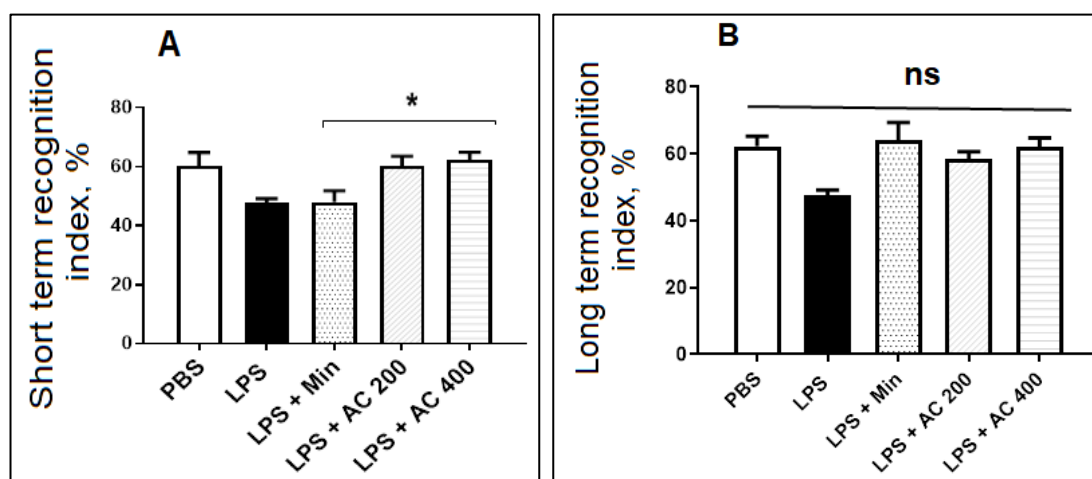 A
Short term recognition
index, %
80
60
40
20
0
*
PBS
LPS
LPS + Min
LPS + AC 200
LPS + AC 400
B
Long term recognition
index, %
80
60
40
20
0
ns
PBS
LPS
LPS + Min
LPS + AC 200
LPS + AC 400